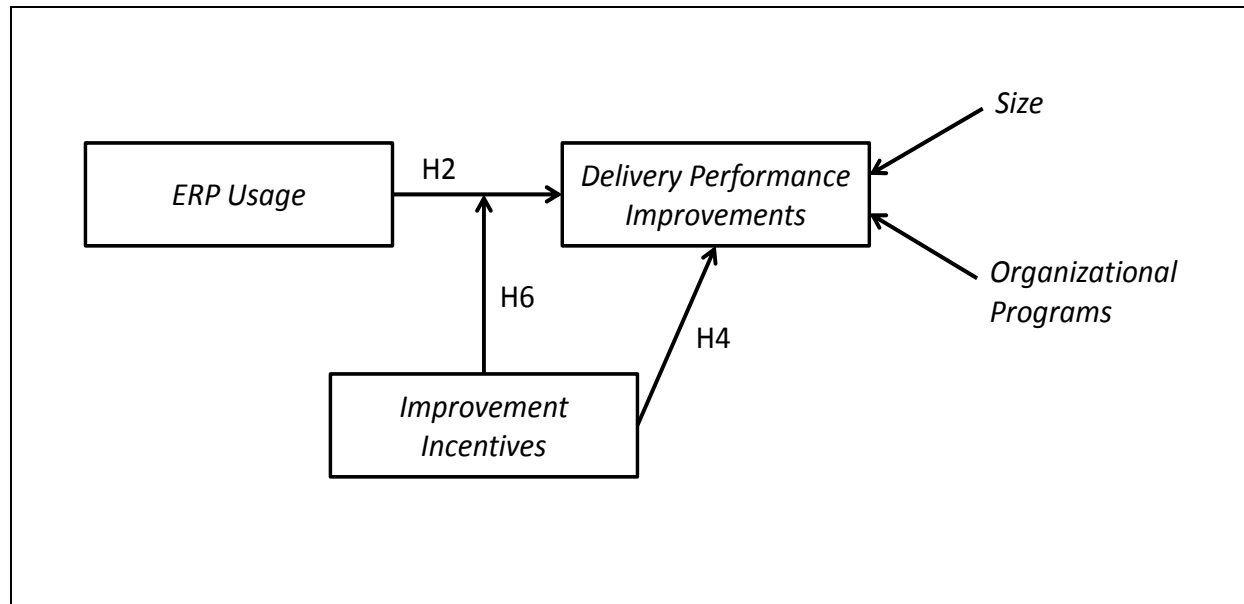 Size
H2
ERP Usage
Delivery Performance
Improvements
Organizational
Programs
H6
H4
Improvement
Incentives